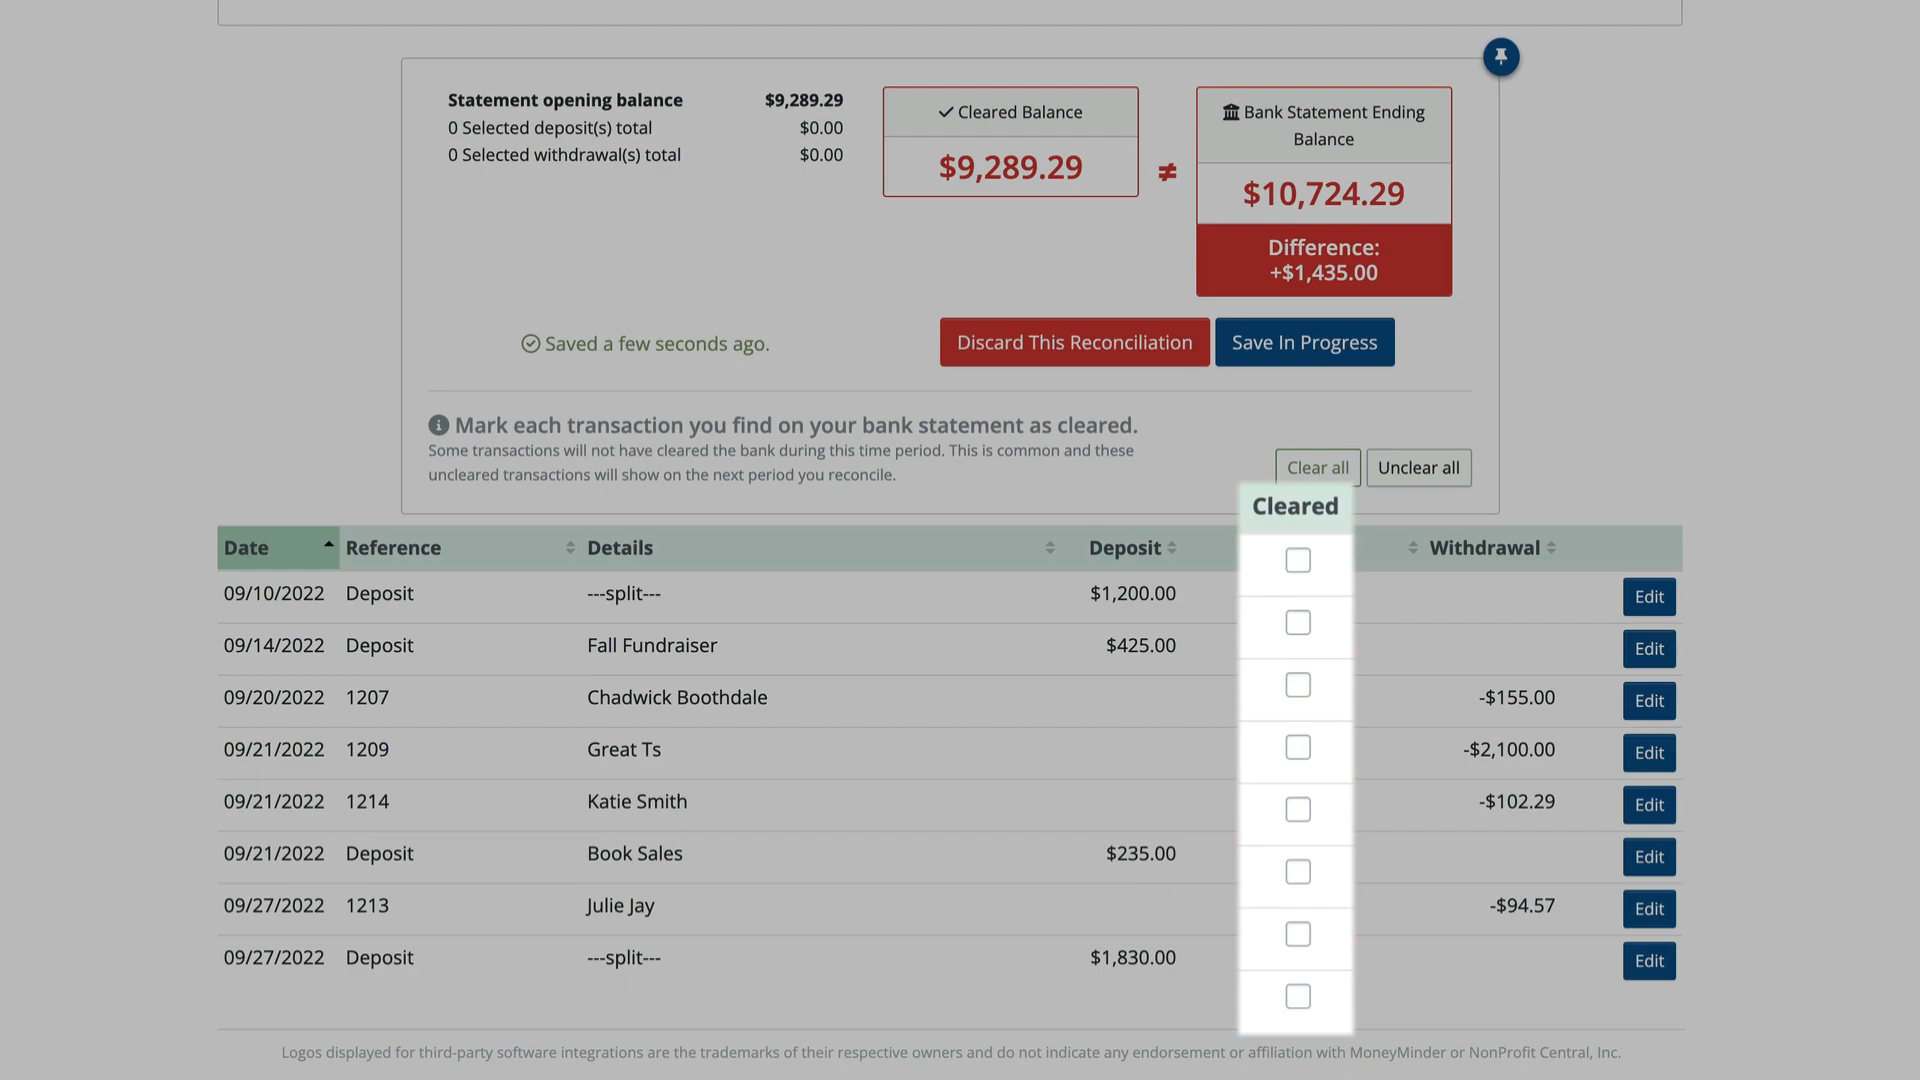 Statement opening balance $9,289.29
0 Selected deposit(s) total $0.00
0 Selected withdrawal(s) total $0.00
Cleared Balance
$9,289.29
≠
Bank Statement Ending
Balance
$10,724.29
Difference:
+$1,435.00
Saved a few seconds ago.
Discard This Reconciliation
Save In Progress
Mark each transaction you find on your bank statement as cleared.
Some transactions will not have cleared the bank during this time period. This is common and these
uncleared transactions will show on the next period you reconcile.
Clear all
Unclear all
Date Reference Details Deposit Cleared Withdrawal
09/10/2022 Deposit ---split--- $1,200.00 Edit
09/14/2022 Deposit Fall Fundraiser $425.00 Edit
09/20/2022 1207 Chadwick Boothdale -$155.00 Edit
09/21/2022 1209 Great Ts -$2,100.00 Edit
09/21/2022 1214 Katie Smith -$102.29 Edit
09/21/2022 Deposit Book Sales $235.00 Edit
09/27/2022 1213 Julie Jay -$94.57 Edit
09/27/2022 Deposit ---split--- $1,830.00 Edit
Logos displayed for third-party software integrations are the trademarks of their respective owners and do not indicate any endorsement or affiliation with MoneyMinder or NonProfit Central, Inc.